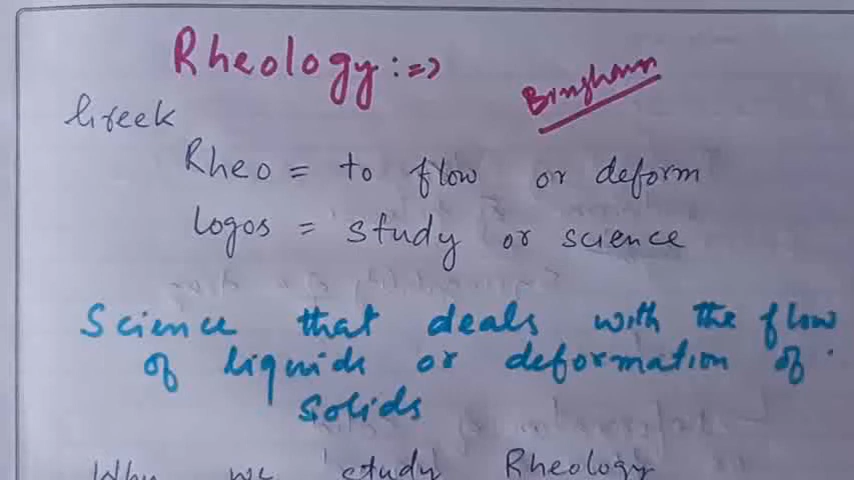 Rheology :=>
Bingham
Greek
Rheo = to flow or deform
Logos = study or science
Science that deals with the flow
of liquids or deformation of
solids
Why we study Rheology